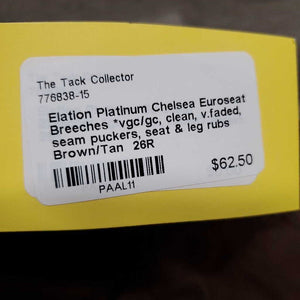 The Tack Collector
776838-15
Elation Platinum Chelsea Euroseat
Breeches *vgc/gc, clean, v.faded,
seam puckers, seat & leg rubs
Brown/Tan 26R
$62.50
PAAL11